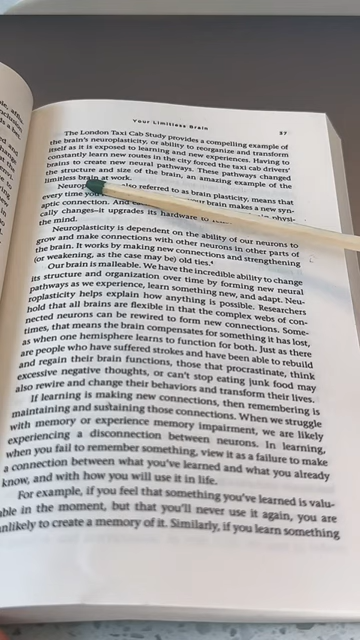 Your Limitless Brain 57
The London Taxi Cab Study provides a compelling example of
the brain's neuroplasticity, or ability to reorganize and transform
itself as it is exposed to learning and new experiences. Having to
constantly learn new routes in the city forced the taxi cab drivers'
brains to create new neural pathways. These pathways changed
the structure and size of the brain, an amazing example of the
limitless brain at work.
also referred to as brain plasticity, means that
every time your brain makes a new syn-
aptic connection. And physi-
cally changes—it upgrades its hardware to
the mind.
Neuroplasticity is dependent on the ability of our neurons to
grow and make connections with other neurons in other parts of
the brain. It works by making new connections and strengthening
(or weakening, as the case may be) old ties.⁴
Our brain is malleable. We have the incredible ability to change
its structure and organization over time by forming new neural
pathways as we experience, learn something new, and adapt. Neu-
roplasticity helps explain how anything is possible. Researchers
hold that all brains are flexible in that the complex webs of con-
nected neurons can be rewired to form new connections. Some-
times, that means the brain compensates for something it has lost,
as when one hemisphere learns to function for both. Just as there
are people who have suffered strokes and have been able to rebuild
and regain their brain functions, those that procrastinate, think
excessive negative thoughts, or can't stop eating junk food may
also rewire and change their behaviors and transform their lives.
If learning is making new connections, then remembering is
maintaining and sustaining those connections. When we struggle
with memory or experience memory impairment, we are likely
experiencing a disconnection between neurons. In learning,
when you fail to remember something, view it as a failure to make
a connection between what you've learned and what you already
know, and with how you will use it in life.
For example, if you feel that something you've learned is valu-
able in the moment, but that you'll never use it again, you are
unlikely to create a memory of it. Similarly, if you learn something